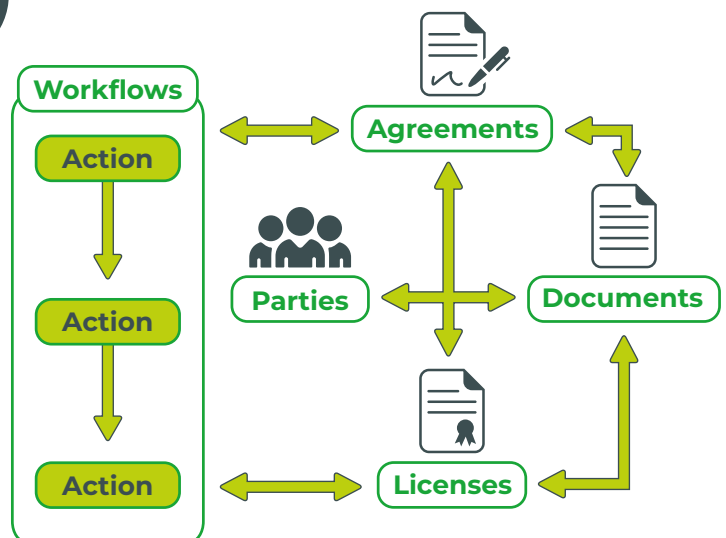 Workflows
Action
Action
Action
Agreements
Parties
Documents
Licenses